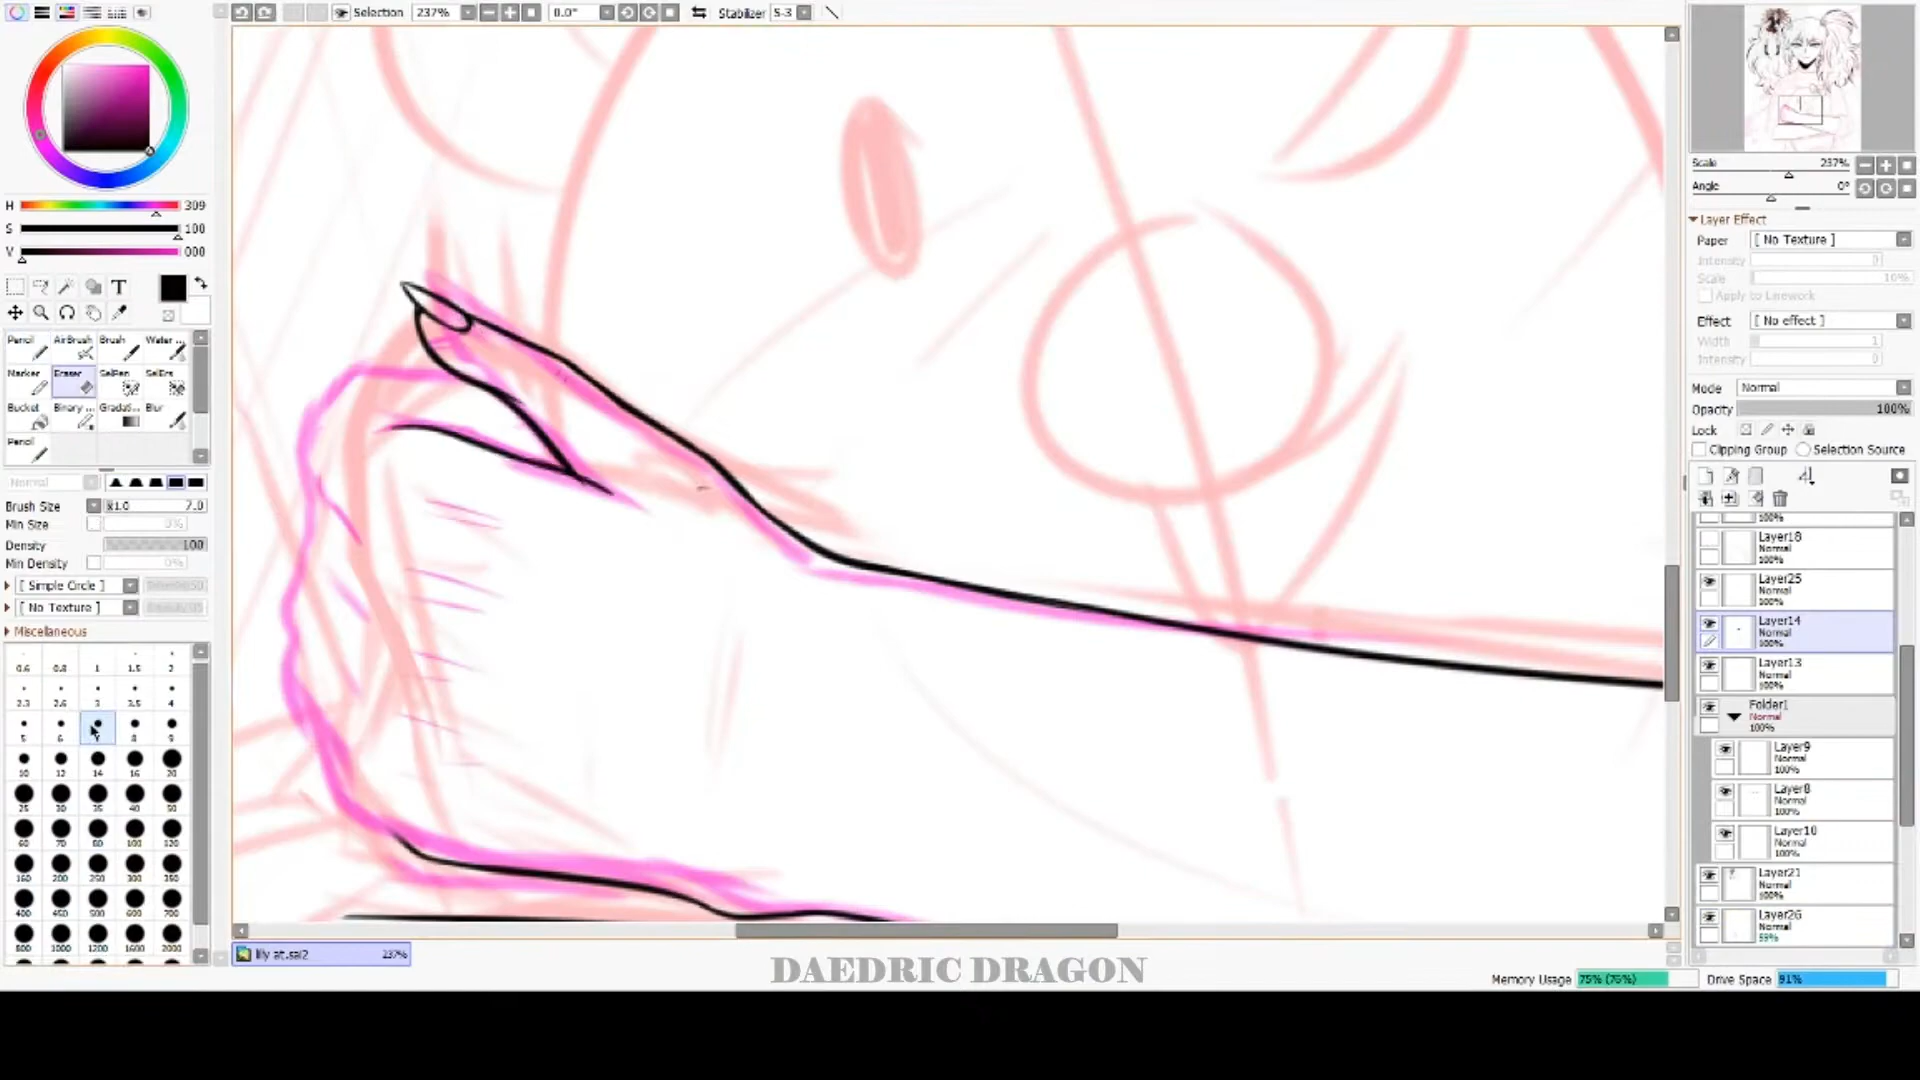 Selection 237% 0.0° Stabilizer S-3
H 309
S 100
V 000
T
Pencil AirBrush Brush Water ...
Marker Eraser SelPen SelErs
Bucket Binary ... Gradati... Blur
Pencil
Normal
Brush Size x1.0 7.0
Min Size 0%
Density 100
Min Density 0%
[ Simple Circle ]
[ No Texture ]
Miscellaneous
0.6 0.8 1 1.5 2
2.3 2.6 3 3.5 4
5 6 7 8 9
10 12 14 16 20
25 30 35 40 50
60 70 80 100 120
160 200 250 300 350
400 450 500 600 700
800 1000 1200 1600 2000
lily at.sai2 237%
DAEDRIC DRAGON
Scale 237%
Angle 0°
Layer Effect
Paper [ No Texture ]
Intensity 0
Scale 10%
Apply to Linework
Effect [ No effect ]
Width 1
Intensity 0
Mode Normal
Opacity 100%
Lock
Clipping Group Selection Source
100%
Layer18
Normal
100%
Layer25
Normal
100%
Layer14
Normal
100%
Layer13
Normal
100%
Folder1
Normal
100%
Layer9
Normal
100%
Layer8
Normal
100%
Layer10
Normal
100%
Layer21
Normal
100%
Layer26
Normal
59%
Memory Usage 75% (76%) Drive Space 91%